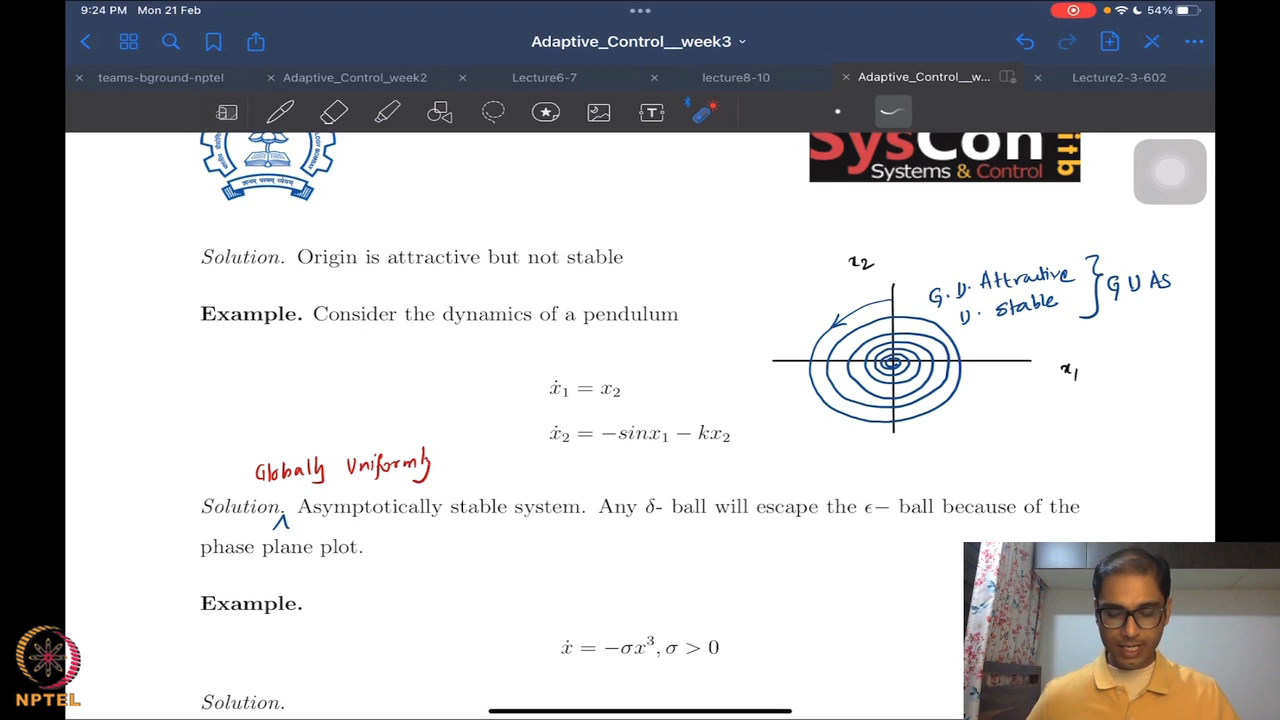 9:24 PM Mon 21 Feb
54%
Adaptive_Control__week3
teams-bground-nptel
Adaptive_Control_week2
Lecture6-7
lecture8-10
Adaptive_Control__w...
Lecture2-3-602
SysCon
Systems & Control
iitb
Solution. Origin is attractive but not stable
x2
G. U. Attractive
U. stable
G U AS
Example. Consider the dynamics of a pendulum
x1
ẋ₁ = x₂
ẋ₂ = −sinx₁ − kx₂
Globally Uniformly
Solution. Asymptotically stable system. Any δ- ball will escape the ϵ− ball because of the
phase plane plot.
Example.
ẋ = −σx³, σ > 0
Solution.
NPTEL